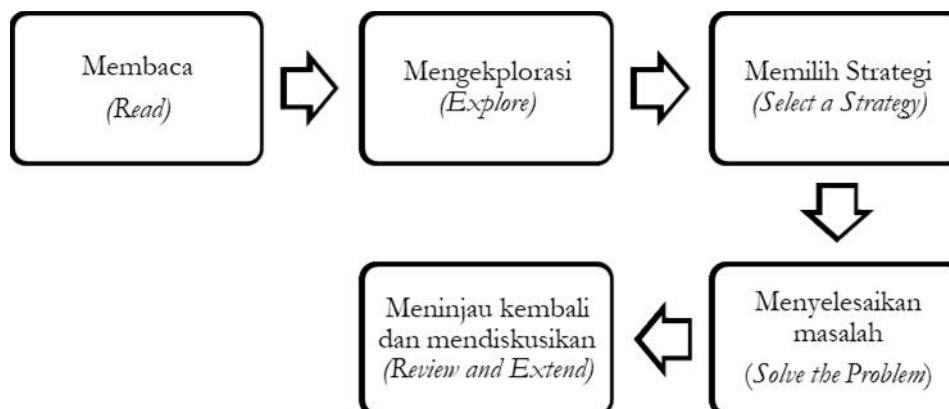 Membaca
(Read)
Mengekplorasi
(Explore)
Memilih Strategi
(Select a Strategy)
Menyelesaikan
masalah
(Solve the Problem)
Meninjau kembali
dan mendiskusikan
(Review and Extend)